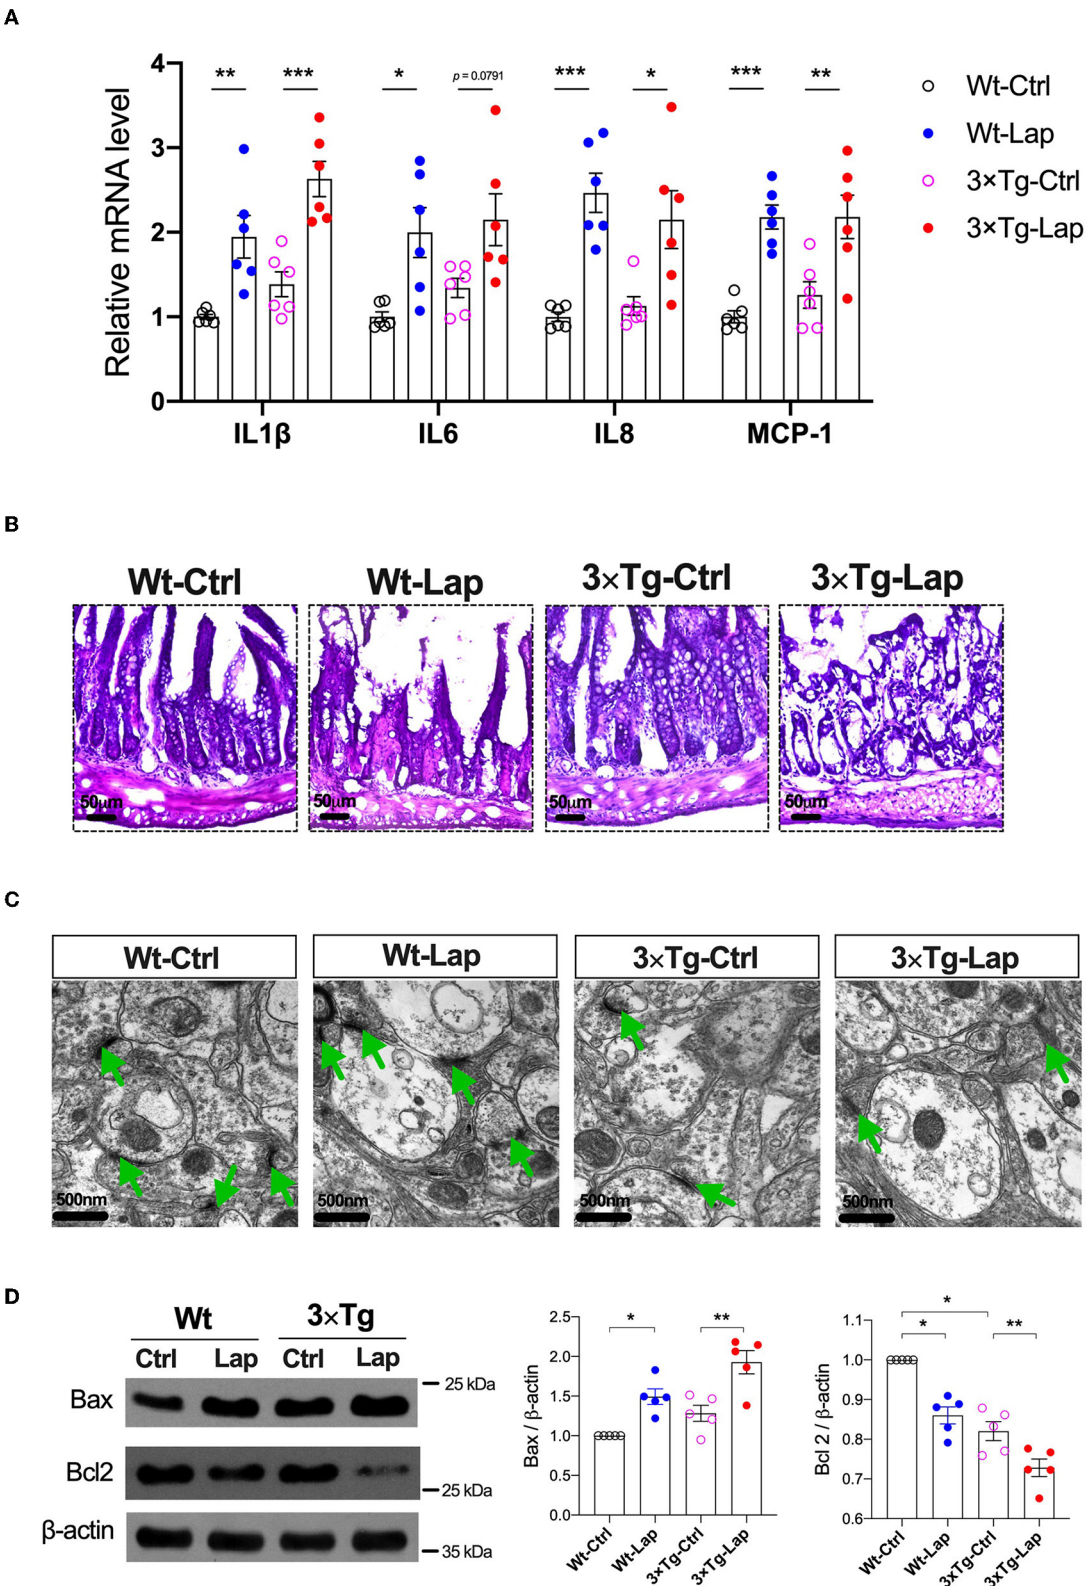 A
Relative mRNA level
4
3
2
1
0
**
***
*
p = 0.0791
***
*
***
**
IL1β
IL6
IL8
MCP-1
Wt-Ctrl
Wt-Lap
3×Tg-Ctrl
3×Tg-Lap
B
Wt-Ctrl
Wt-Lap
3×Tg-Ctrl
3×Tg-Lap
50μm
50μm
50μm
50μm
C
Wt-Ctrl
Wt-Lap
3×Tg-Ctrl
3×Tg-Lap
500nm
500nm
500nm
500nm
D
Wt
3×Tg
Ctrl
Lap
Ctrl
Lap
Bax
25 kDa
Bcl2
25 kDa
β-actin
35 kDa
Bax / β-actin
2.5
2.0
1.5
1.0
0.5
0.0
*
**
Wt-Ctrl
Wt-Lap
3×Tg-Ctrl
3×Tg-Lap
Bcl 2 / β-actin
1.1
1.0
0.9
0.8
0.7
0.6
*
*
**
Wt-Ctrl
Wt-Lap
3×Tg-Ctrl
3×Tg-Lap